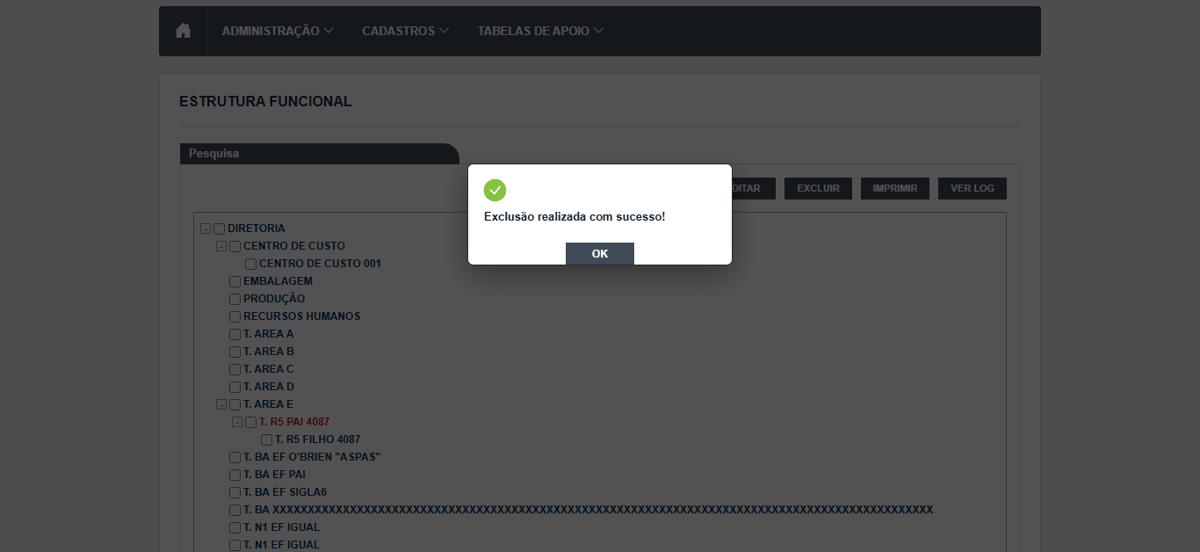 ADMINISTRAÇÃO CADASTROS TABELAS DE APOIO
ESTRUTURA FUNCIONAL
Pesquisa
EXCLUIR IMPRIMIR VER LOG
Exclusão realizada com sucesso!
OK
DIRETORIA
CENTRO DE CUSTO
CENTRO DE CUSTO 001
EMBALAGEM
PRODUÇÃO
RECURSOS HUMANOS
T. AREA A
T. AREA B
T. AREA C
T. AREA D
T. AREA E
T. R5 PAI 4087
T. R5 FILHO 4087
T. BA EF O'BRIEN "ASPAS"
T. BA EF PAI
T. BA EF SIGLA6
T. BA
T. N1 EF IGUAL
T. N1 EF IGUAL